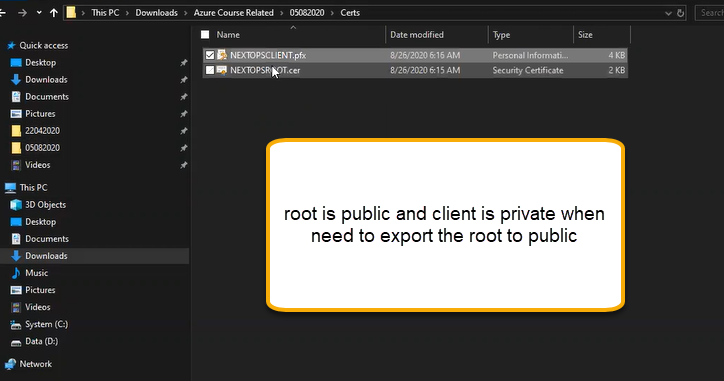 This PC > Downloads > Azure Course Related > 05082020 > Certs
Search
Name Date modified Type Size
NEXTOPSCLIENT.pfx 8/26/2020 6:16 AM Personal Informati... 4 KB
NEXTOPSROOT.cer 8/26/2020 6:15 AM Security Certificate 2 KB
Quick access
Desktop
Downloads
Documents
Pictures
22042020
05082020
Videos
This PC
3D Objects
Desktop
Documents
Downloads
Music
Pictures
Videos
System (C:)
Data (D:)
Network
root is public and client is private when
need to export the root to public